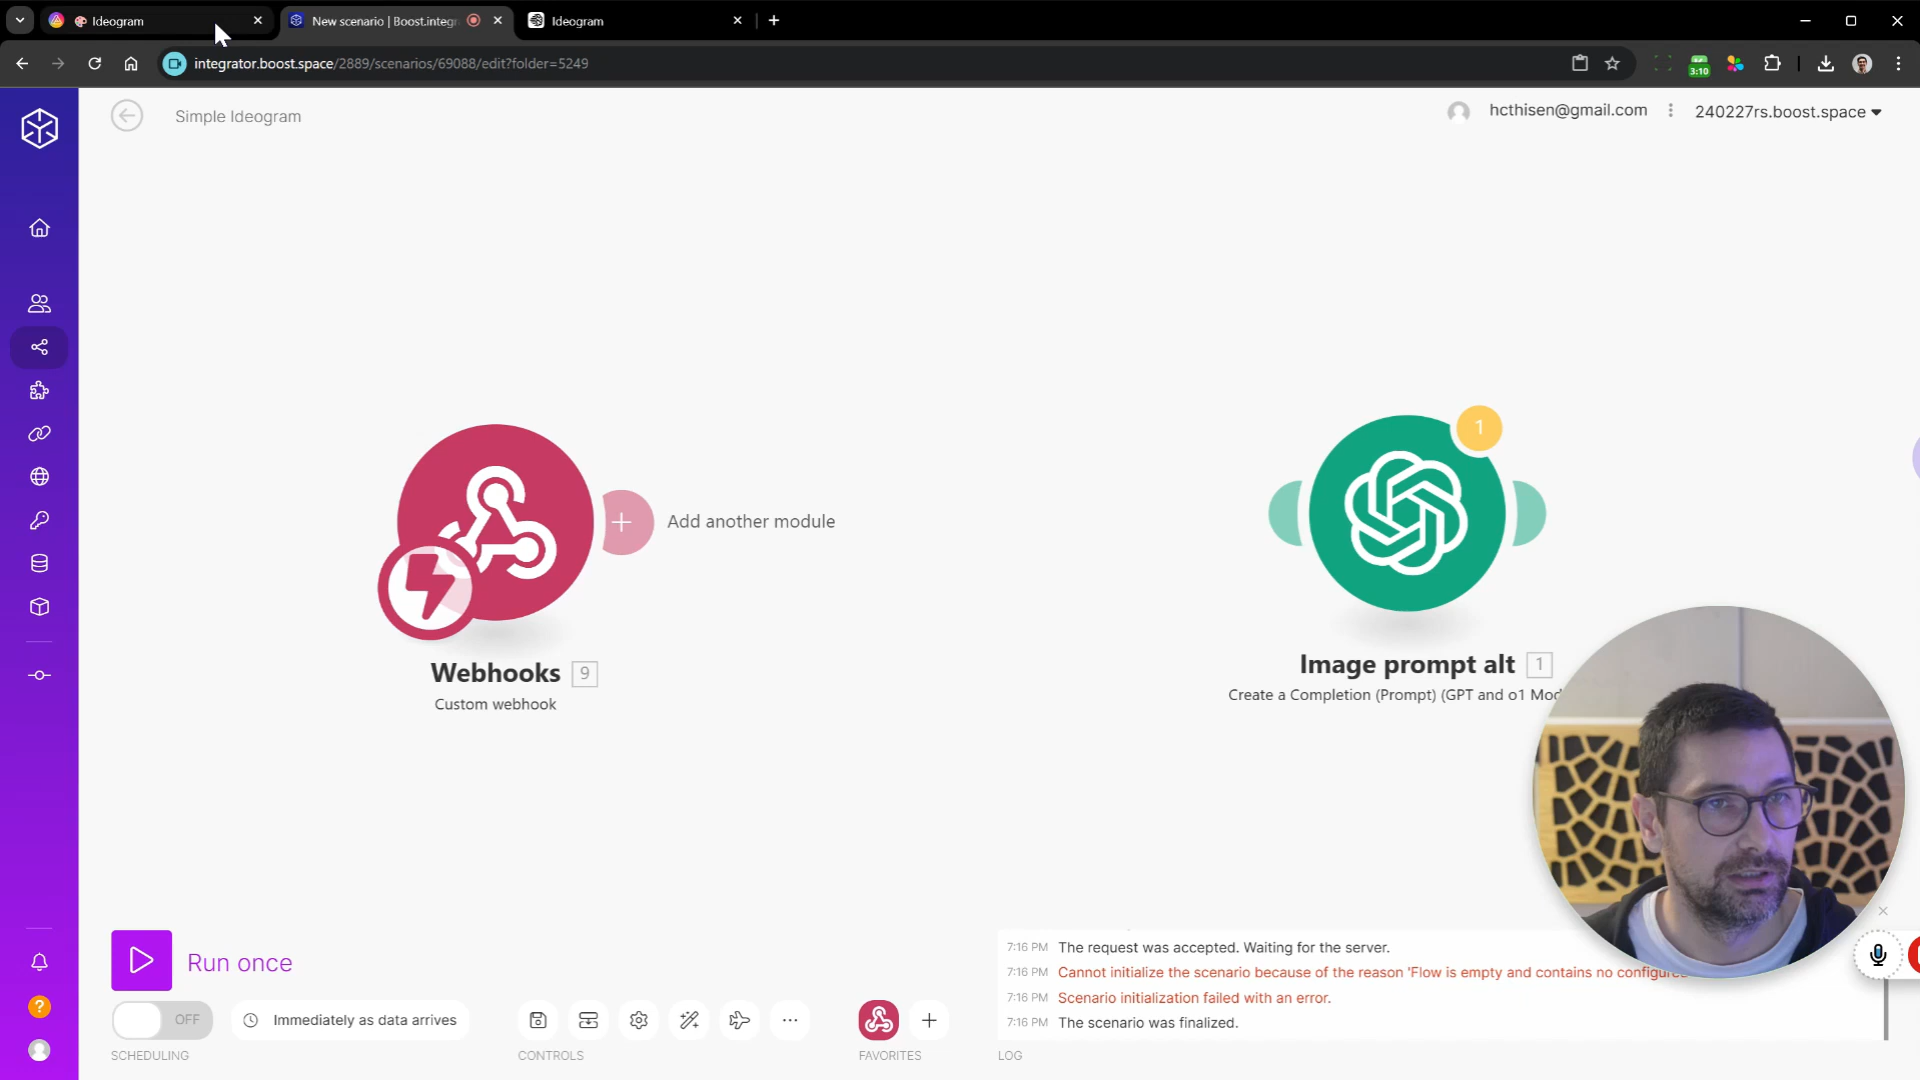 Ideogram
New scenario | Boost.integr
Ideogram
integrator.boost.space/2889/scenarios/69088/edit?folder=5249
3:10
Simple Ideogram
hcthisen@gmail.com
240227rs.boost.space
1
Add another module
Webhooks 9
Custom webhook
Image prompt alt 1
Create a Completion (Prompt) (GPT and o1 Mod
Run once
OFF
Immediately as data arrives
SCHEDULING
CONTROLS
FAVORITES
7:16 PM The request was accepted. Waiting for the server.
7:16 PM Cannot initialize the scenario because of the reason 'Flow is empty and contains no configure
7:16 PM Scenario initialization failed with an error.
7:16 PM The scenario was finalized.
LOG
?